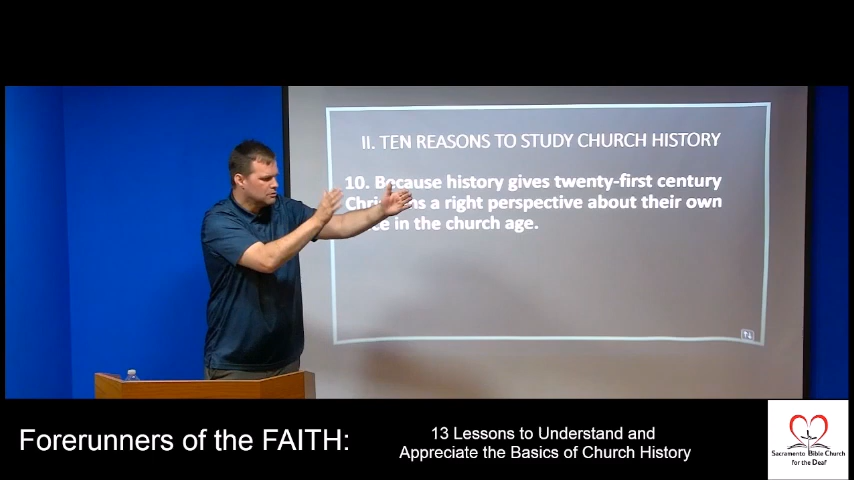 II. TEN REASONS TO STUDY CHURCH HISTORY
10. Because history gives twenty-first century
a right perspective about their own
in the church age.
Forerunners of the FAITH:
13 Lessons to Understand and
Appreciate the Basics of Church History
Sacramento Bible Church
for the Deaf